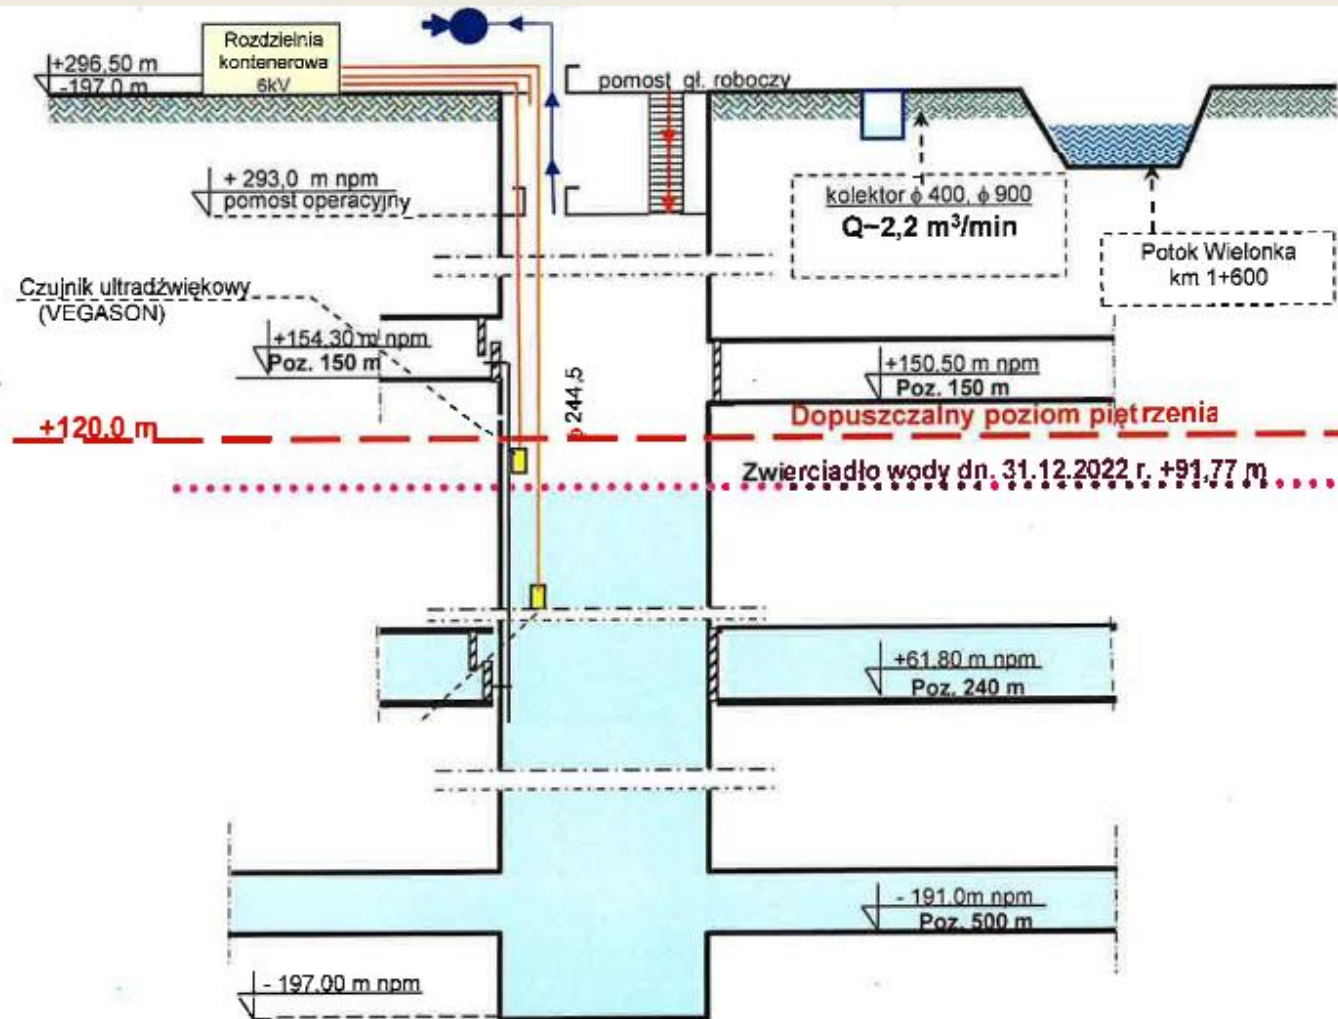 Rozdzielnia
kontenerowa
6kV
+296,50 m
-197.0 m
pomost gł. roboczy
+ 293,0 m npm
pomost operacyjny
kolektor ϕ 400, ϕ 900
Q~2,2 m³/min
Potok Wielonka
km 1+600
Czujnik ultradźwiękowy
(VEGASON)
+154.30 m npm
Poz. 150 m
+150.50 m npm
Poz. 150 m
ϕ 244,5
+120,0 m
Dopuszczalny poziom piętrzenia
Zwierciadło wody dn. 31.12.2022 r. +91,77 m
+61.80 m npm
Poz. 240 m
- 191.0m npm
Poz. 500 m
- 197.00 m npm